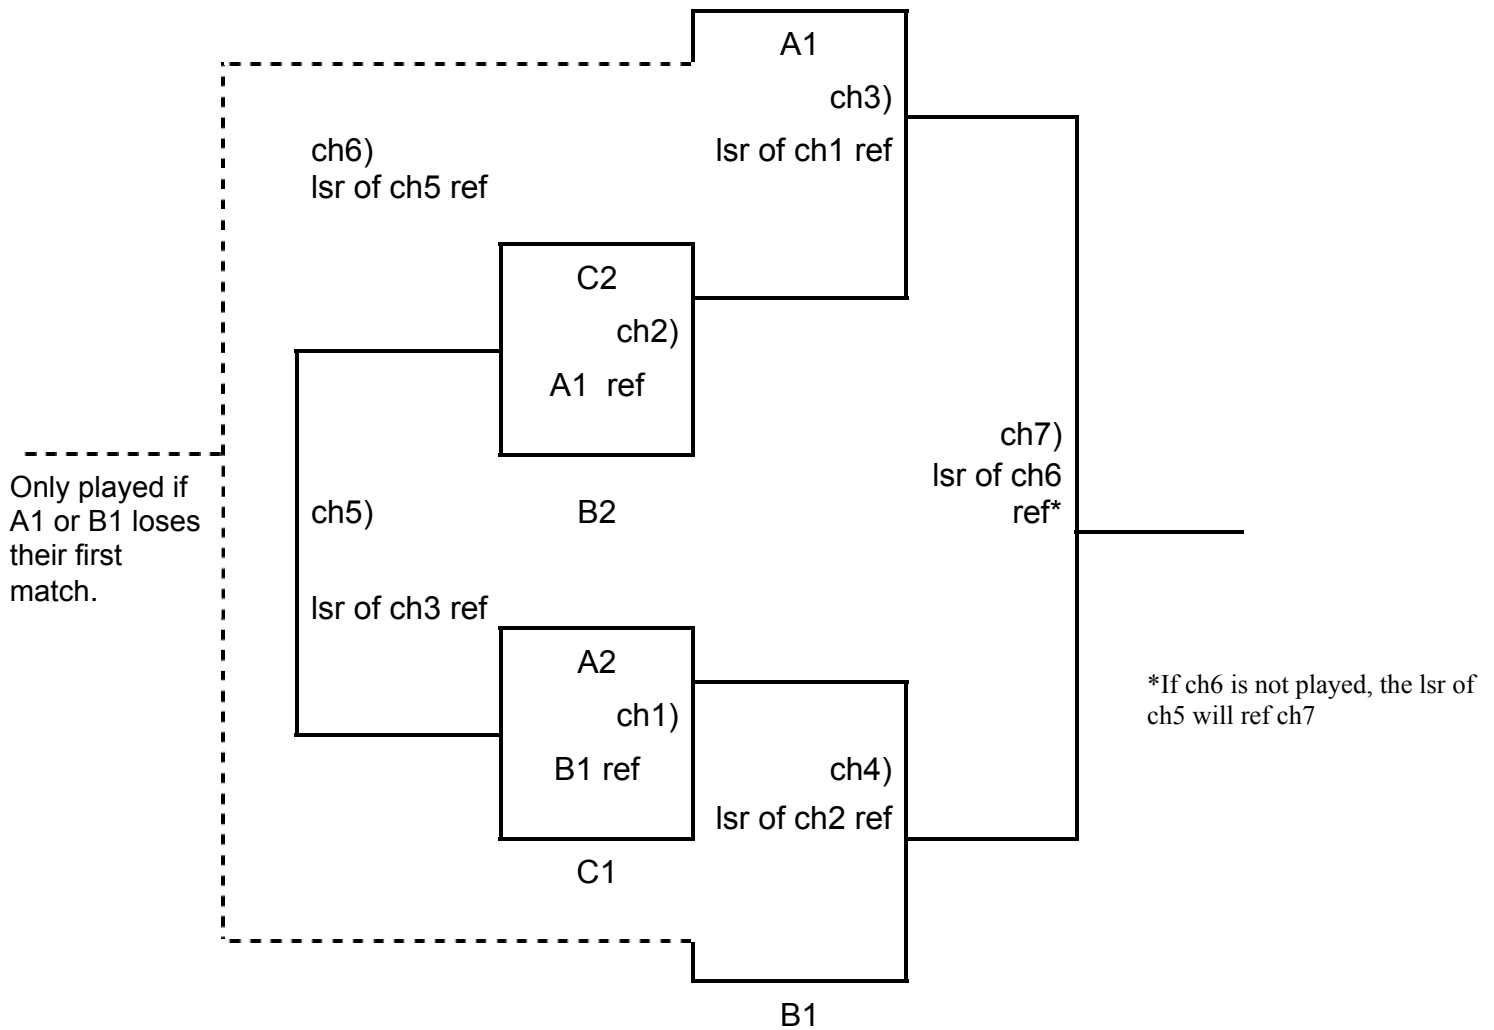 A1
ch3)
lsr of ch1 ref
ch6)
lsr of ch5 ref
C2
ch2)
A1 ref
B2
ch5)
lsr of ch3 ref
Only played if
A1 or B1 loses
their first
match.
ch7)
lsr of ch6
ref*
A2
ch1)
B1 ref
C1
ch4)
lsr of ch2 ref
B1
*If ch6 is not played, the lsr of
ch5 will ref ch7